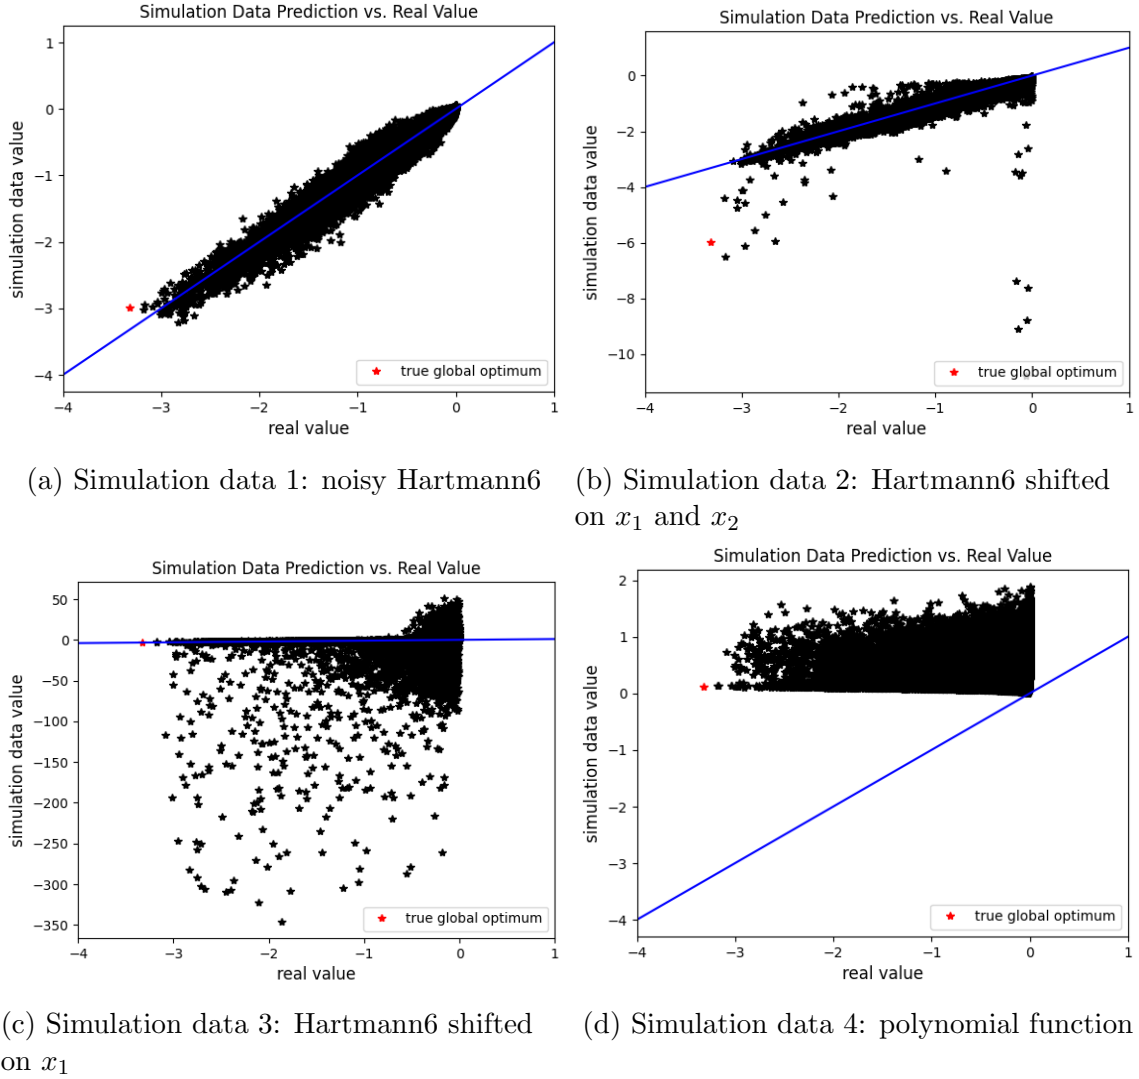 Simulation Data Prediction vs. Real Value
simulation data value
1
0
−1
−2
−3
−4
true global optimum
−4 −3 −2 −1 0 1
real value
(a) Simulation data 1: noisy Hartmann6
Simulation Data Prediction vs. Real Value
simulation data value
0
−2
−4
−6
−8
−10
true global optimum
−4 −3 −2 −1 0 1
real value
(b) Simulation data 2: Hartmann6 shifted
on x₁ and x₂
Simulation Data Prediction vs. Real Value
simulation data value
50
0
−50
−100
−150
−200
−250
−300
−350
true global optimum
−4 −3 −2 −1 0 1
real value
(c) Simulation data 3: Hartmann6 shifted
on x₁
Simulation Data Prediction vs. Real Value
simulation data value
2
1
0
−1
−2
−3
−4
true global optimum
−4 −3 −2 −1 0 1
real value
(d) Simulation data 4: polynomial function